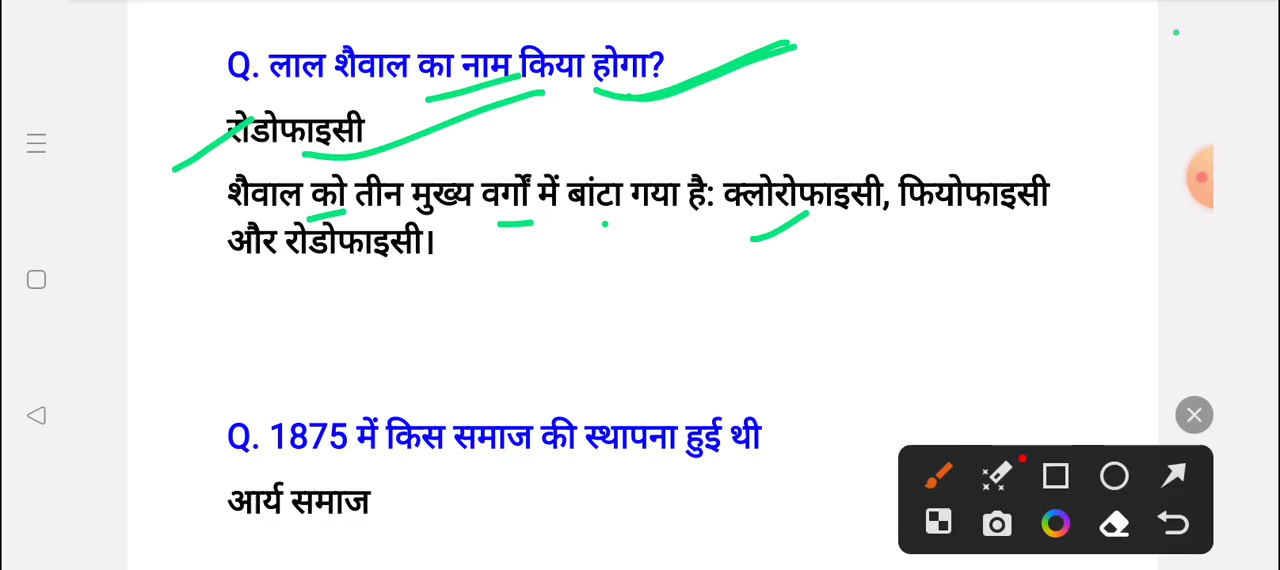 Q. लाल शैवाल का नाम किया होगा?
रोडोफाइसी
शैवाल को तीन मुख्य वर्गों में बांटा गया है: क्लोरोफाइसी, फियोफाइसी
और रोडोफाइसी।
Q. 1875 में किस समाज की स्थापना हुई थी
आर्य समाज